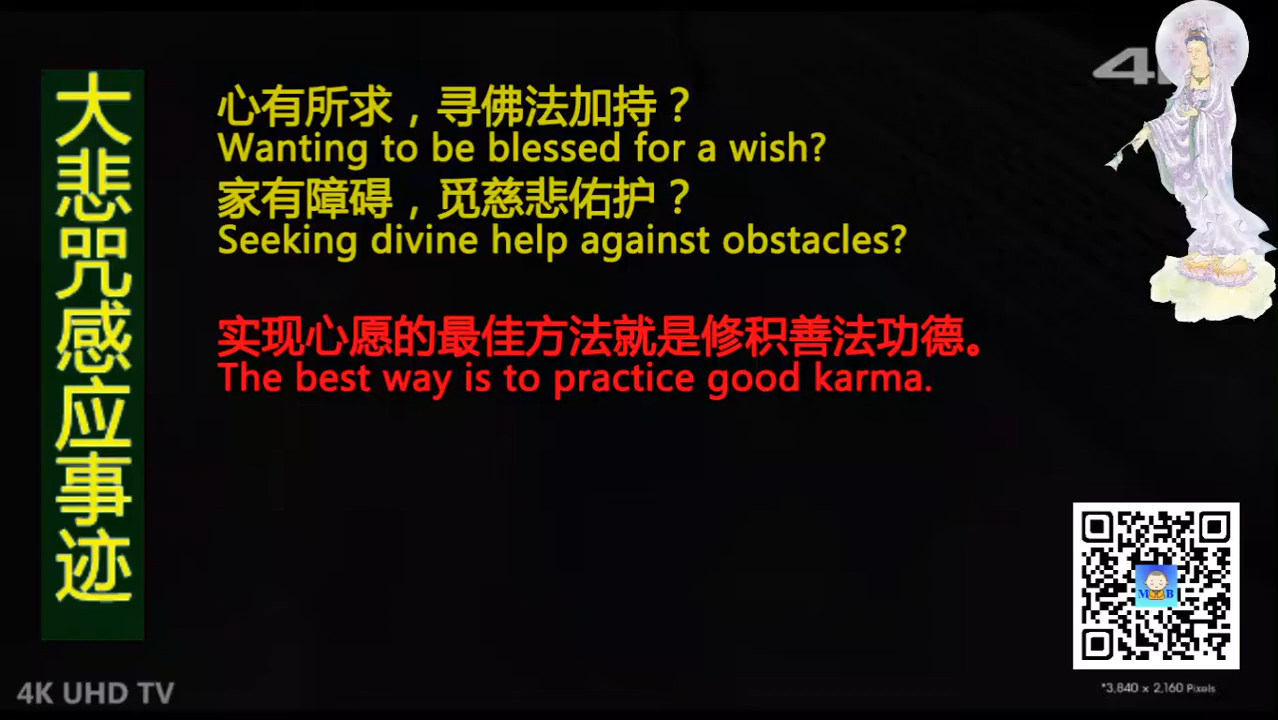 大悲咒感应事迹
心有所求，寻佛法加持？
Wanting to be blessed for a wish?
家有障碍，觅慈悲佑护？
Seeking divine help against obstacles?
实现心愿的最佳方法就是修积善法功德。
The best way is to practice good karma.
4K
M B
4K UHD TV
*3,840 x 2,160 Pixels